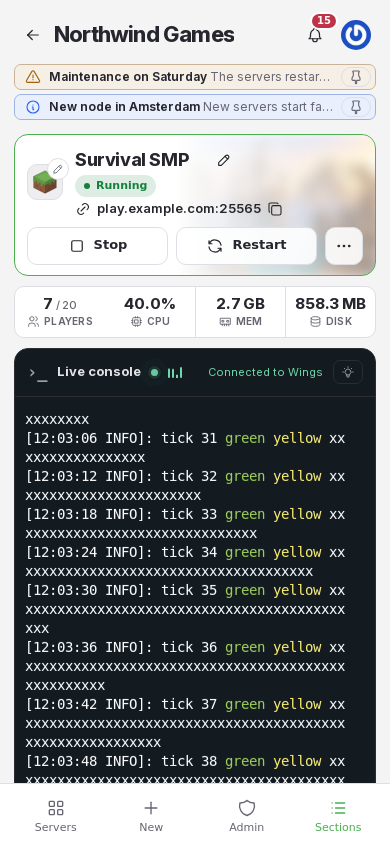 Northwind Games
15
Maintenance on Saturday The servers restar...
New node in Amsterdam New servers start fa...
Survival SMP
Running
play.example.com:25565
Stop
Restart
7 / 20
PLAYERS
40.0%
CPU
2.7 GB
MEM
858.3 MB
DISK
Live console
Connected to Wings
xxxxxxxx
[12:03:06 INFO]: tick 31 green yellow xx
xxxxxxxxxxxxxxx
[12:03:12 INFO]: tick 32 green yellow xx
xxxxxxxxxxxxxxxxxxxxxx
[12:03:18 INFO]: tick 33 green yellow xx
xxxxxxxxxxxxxxxxxxxxxxxxxxxxx
[12:03:24 INFO]: tick 34 green yellow xx
xxxxxxxxxxxxxxxxxxxxxxxxxxxxxxxxxxxx
[12:03:30 INFO]: tick 35 green yellow xx
xxxxxxxxxxxxxxxxxxxxxxxxxxxxxxxxxxxxxxxx
xxx
[12:03:36 INFO]: tick 36 green yellow xx
xxxxxxxxxxxxxxxxxxxxxxxxxxxxxxxxxxxxxxxx
xxxxxxxxxx
[12:03:42 INFO]: tick 37 green yellow xx
xxxxxxxxxxxxxxxxxxxxxxxxxxxxxxxxxxxxxxxx
xxxxxxxxxxxxxxxxx
[12:03:48 INFO]: tick 38 green yellow xx
xxxxxxxxxxxxxxxxxxxxxxxxxxxxxxxxxxxxxxxx
Servers
New
Admin
Sections